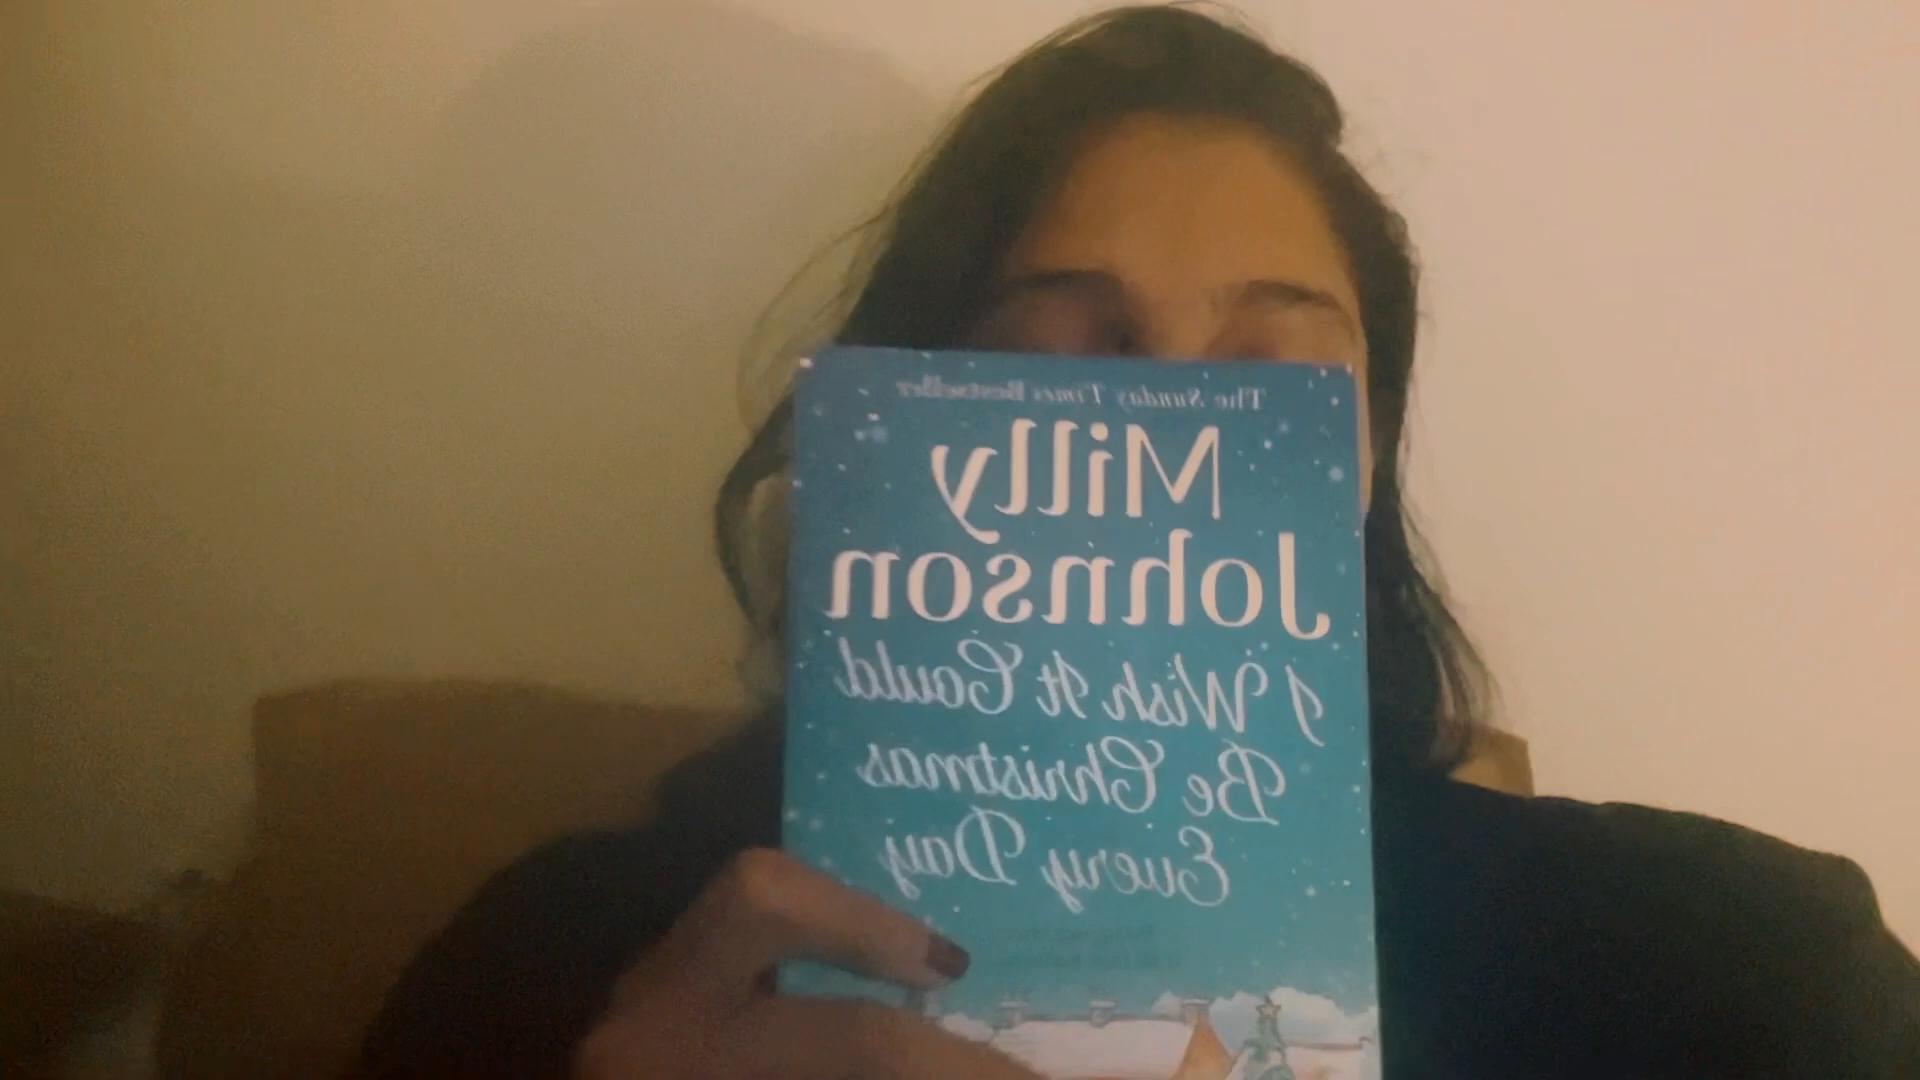 The Sunday Times Bestseller
Milly
Johnson
I Wish It Could
Be Christmas
Every Day